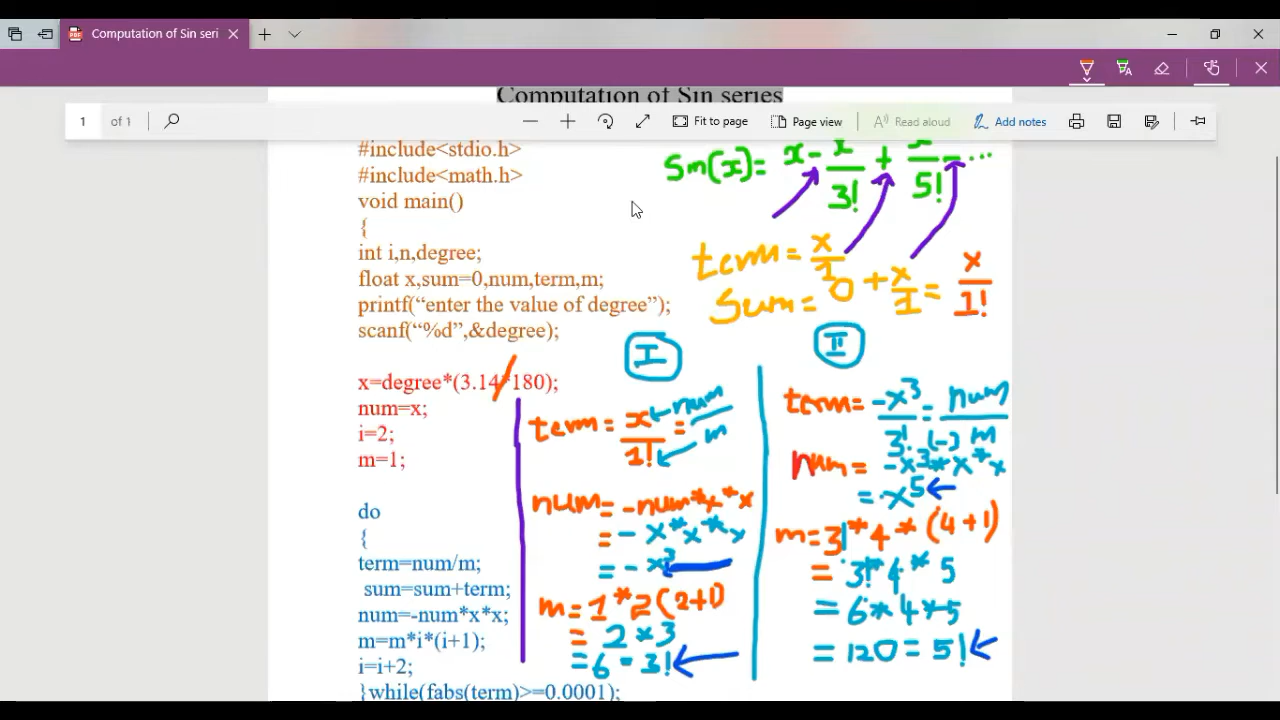 Computation of Sin seri
1 of 1
Fit to page
Page view
Read aloud
Add notes
Computation of Sin series
#include<stdio.h>
#include<math.h>
void main()
{
int i,n,degree;
float x,sum=0,num,term,m;
printf(“enter the value of degree”);
scanf(“%d”,&degree);
x=degree*(3.14/180);
num=x;
i=2;
m=1;
do
{
term=num/m;
sum=sum+term;
num=-num*x*x;
m=m*i*(i+1);
i=i+2;
}while(fabs(term)>=0.0001);
Sin(x)= x - x/3! + x/5! - ...
term= x/1
Sum= 0 + x/1 = x/1!
I
term= x/1! = num/m
num= -num*x*x
= -x*x*x
= -x³
m=1*2(2+1)
= 2*3
=6=3!
II
term= -x³/3! = num/m
num= (-)-x³*x*x
= x⁵
m=3!*4*(4+1)
= 3!*4*5
= 6*4*5
= 120=5!